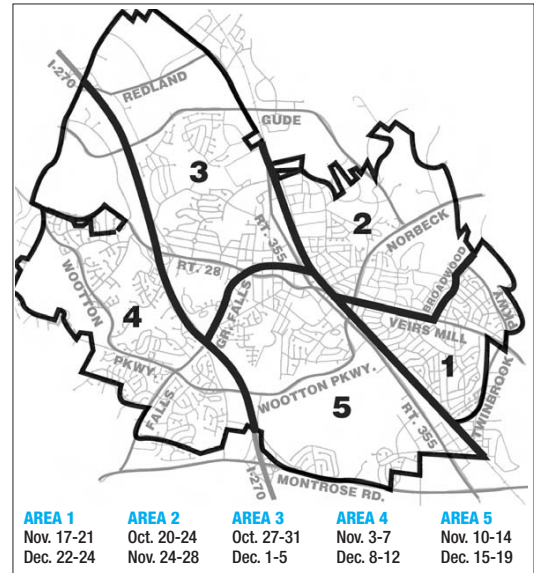 I-270
REDLAND
GUDE
3
2
RT. 355
NORBECK
BROADWOOD
PKWY
RT. 28
WOOTTON
4
GR. FALLS
VEIRS MILL
1
PKWY.
WOOTTON PKWY.
5
FALLS
RT. 355
TWINBROOK
I-270
MONTROSE RD.
AREA 1 AREA 2 AREA 3 AREA 4 AREA 5
Nov. 17-21 Oct. 20-24 Oct. 27-31 Nov. 3-7 Nov. 10-14
Dec. 22-24 Nov. 24-28 Dec. 1-5 Dec. 8-12 Dec. 15-19